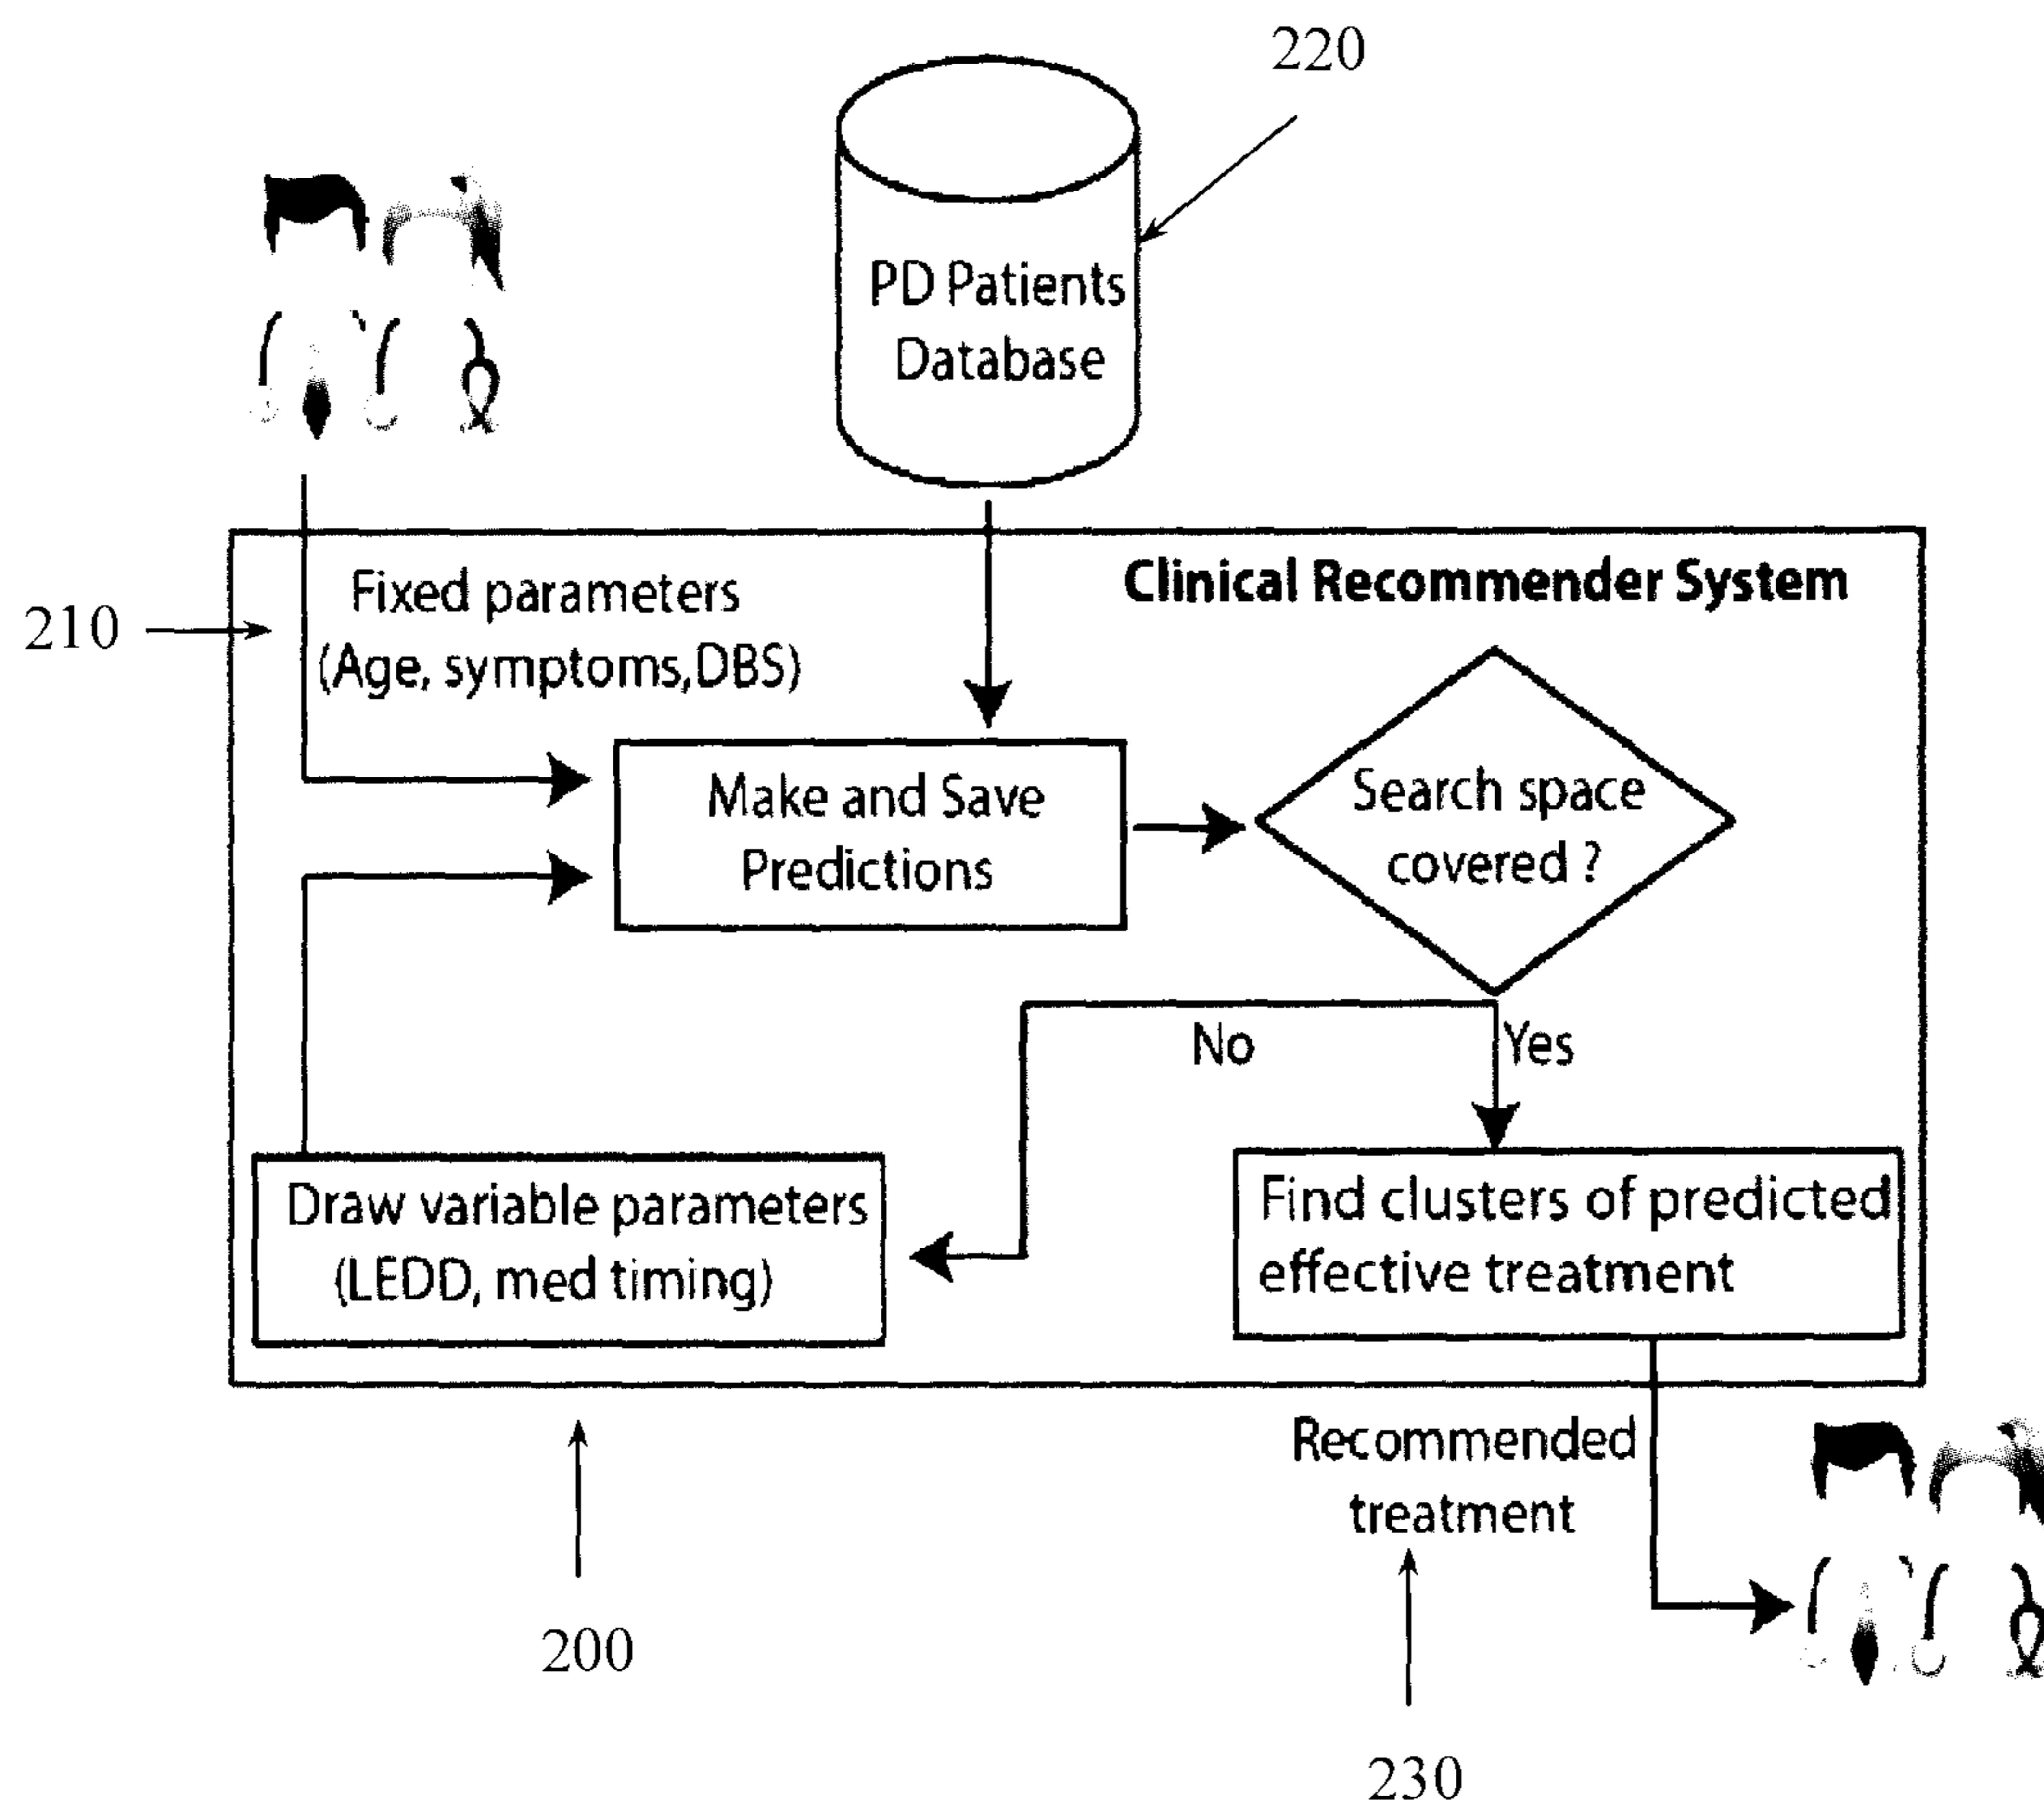 220
PD Patients
Database
Clinical Recommender System
Fixed parameters
(Age, symptoms,DBS)
210
Make and Save
Predictions
Search space
covered ?
No
Yes
Draw variable parameters
(LEDD, med timing)
Find clusters of predicted
effective treatment
Recommended
treatment
200
230